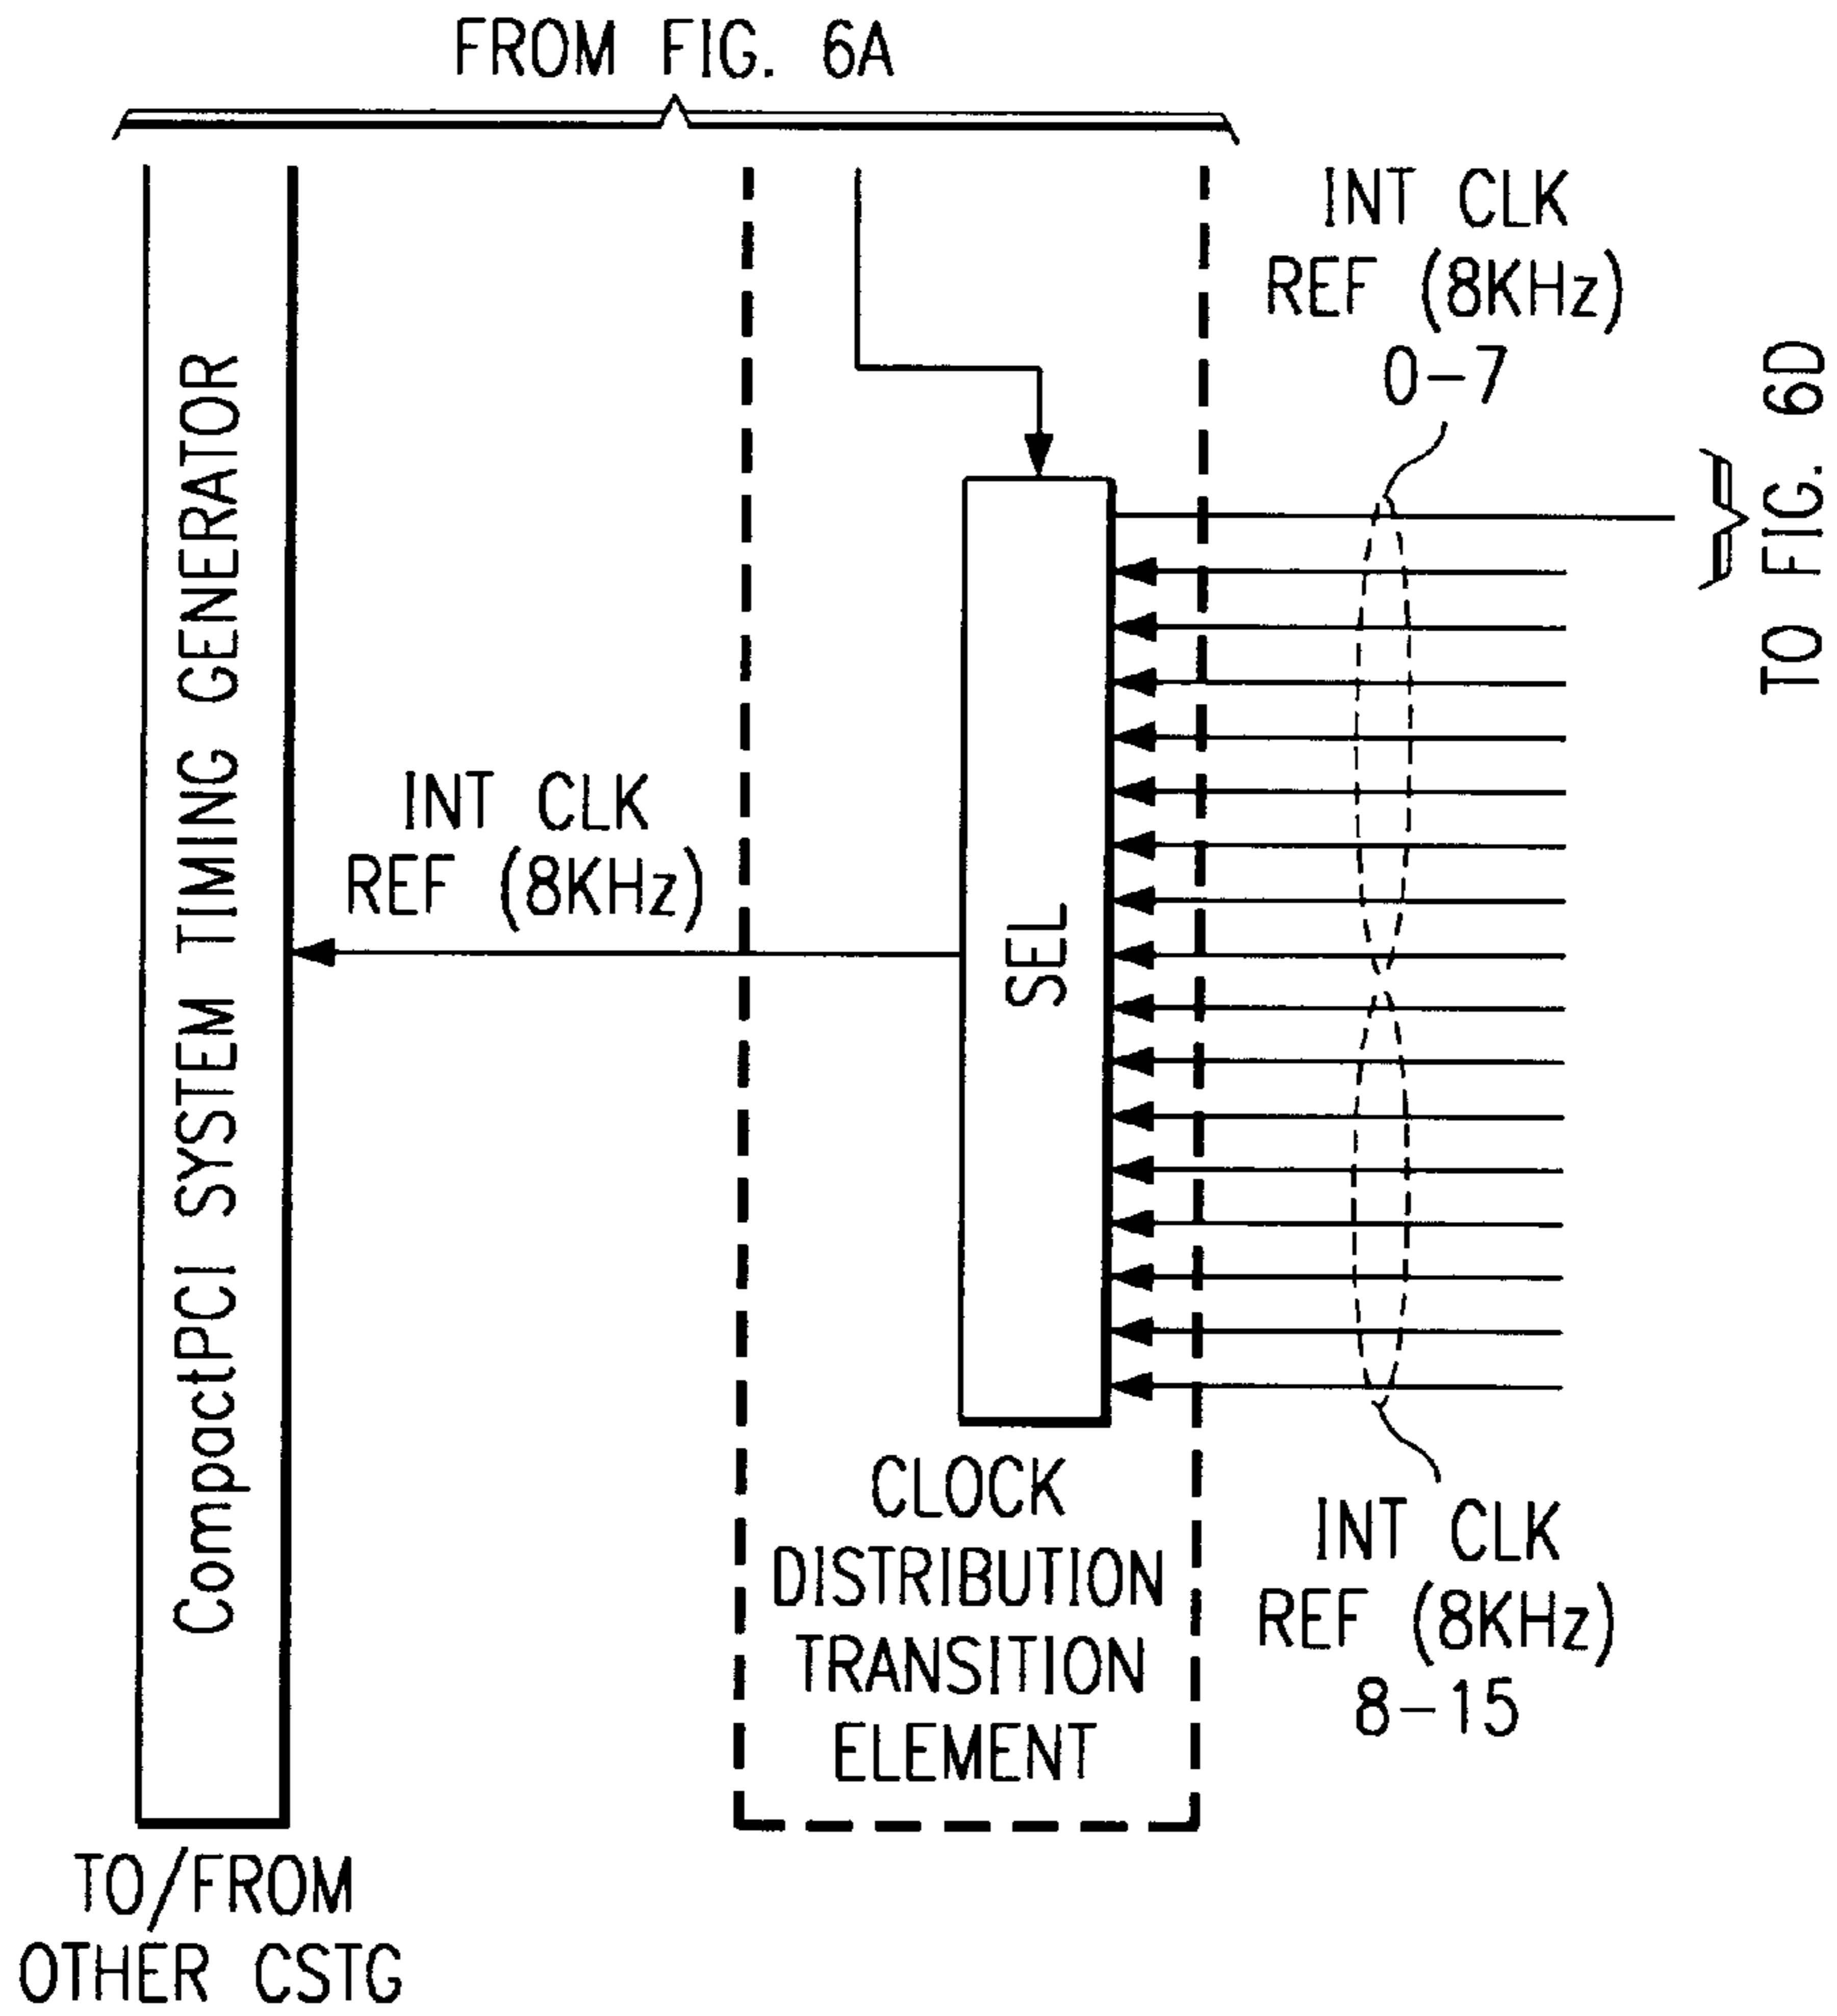 FROM FIG. 6A
INT CLK
REF (8KHz)
0-7
TO FIG. 6D
CompactPCI SYSTEM TIMING GENERATOR
INT CLK
REF (8KHz)
SEL
CLOCK
DISTRIBUTION
TRANSITION
ELEMENT
INT CLK
REF (8KHz)
8-15
TO/FROM
OTHER CSTG